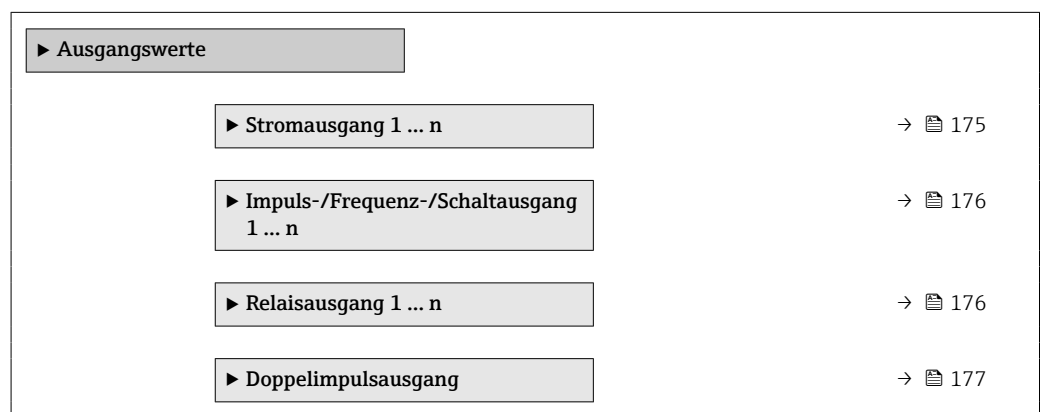 ▶ Ausgangswerte
▶ Stromausgang 1 … n → 175
▶ Impuls-/Frequenz-/Schaltausgang → 176
1 … n
▶ Relaisausgang 1 … n → 176
▶ Doppelimpulsausgang → 177